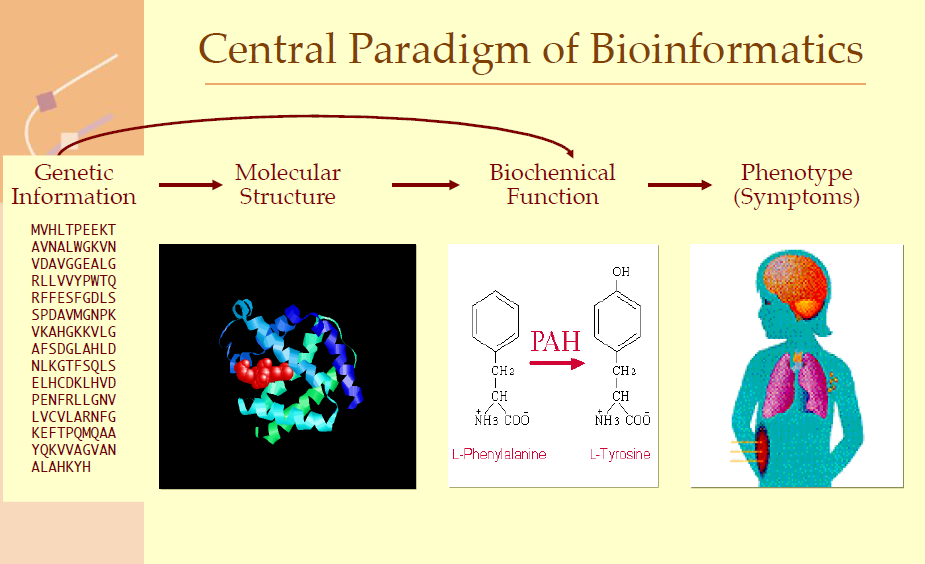 Central Paradigm of Bioinformatics
Genetic
Information
Molecular
Structure
Biochemical
Function
Phenotype
(Symptoms)
MVHLTPEEKT
AVNALWGKVN
VDAVGGEALG
RLLVVYPWTQ
RFFESFGDLS
SPDAVMGNPK
VKAHGKKVLG
AFSDGLAHLD
NLKGTFSQLS
ELHCDKLHVD
PENFRLLGNV
LVCVLARNFG
KEFTPQMQAA
YQKVVAGVAN
ALAHKYH
OH
PAH
CH2
CH2
CH
CH
+
NH3 COO-
+
NH3 COO-
L-Phenylalanine
L-Tyrosine